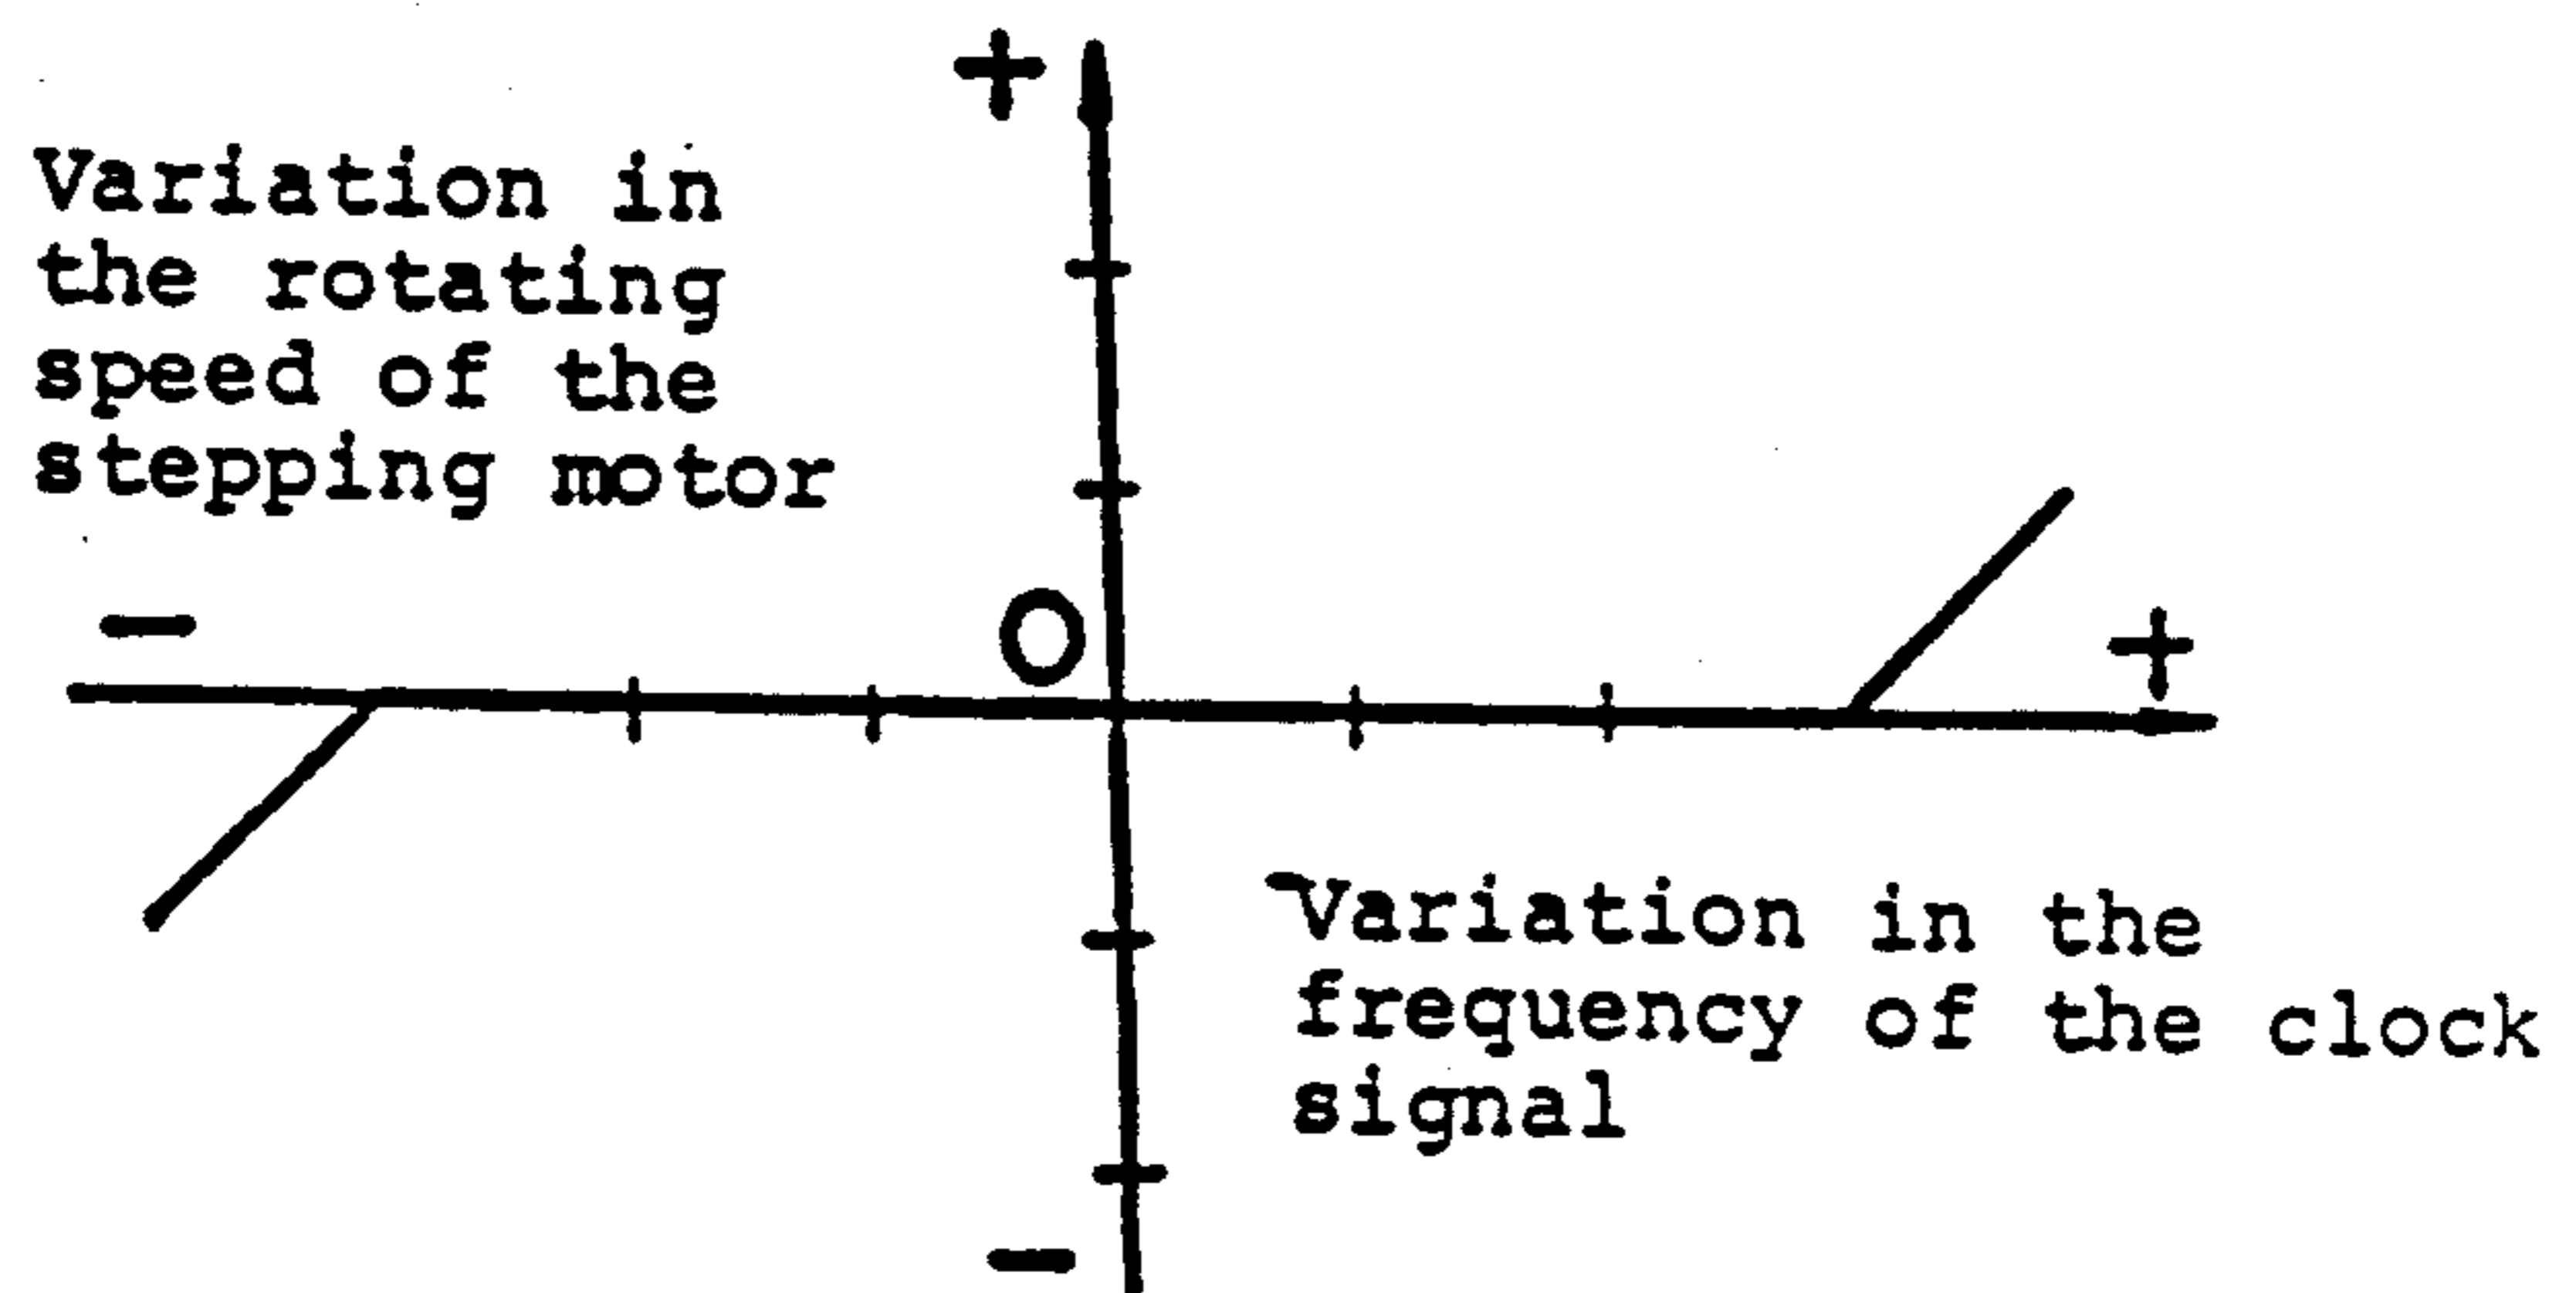 +
Variation in
the rotating
speed of the
stepping motor
−
O
+
Variation in the
frequency of the clock
signal
−